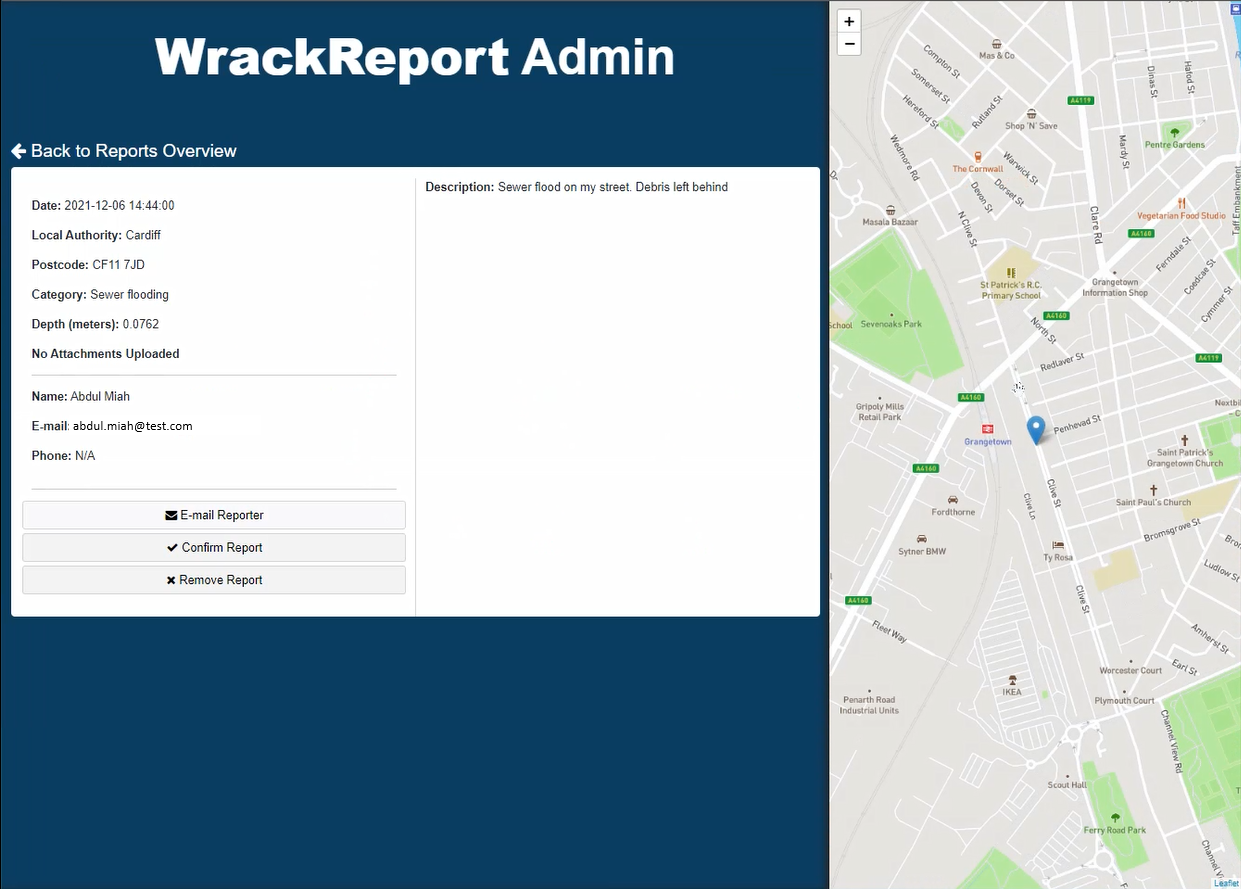 WrackReport Admin
Back to Reports Overview
Date: 2021-12-06 14:44:00
Local Authority: Cardiff
Postcode: CF11 7JD
Category: Sewer flooding
Depth (meters): 0.0762
No Attachments Uploaded
Name: Abdul Miah
E-mail: abdul.miah@test.com
Phone: N/A
E-mail Reporter
Confirm Report
Remove Report
Description: Sewer flood on my street. Debris left behind
+
−
Mas & Co
Compton St
Somerset St
Hereford St
Rutland St
Shop 'N' Save
A4119
Dinas St
Hafod St
Pentre Gardens
Mardy St
Wedmore Rd
The Cornwall
Warwick St
Dorset St
Devon St
N Clive St
Masala Bazaar
Clare Rd
Vegetarian Food Studio
Taff Embankment
A4160
Ferndale St
Coedcae St
Cymmer St
St Patrick's R.C.
Primary School
Grangetown
Information Shop
School
Sevenoaks Park
A4160
North St
Redlaver St
A4119
A4160
Gripoly Mills
Retail Park
Grangetown
Penhevad St
Saint Patrick's
Grangetown Church
A4160
Clive Ln
Clive St
Saint Paul's Church
Fordthorne
Sytner BMW
Ty Rosa
Bromsgrove St
Ludlow St
A4160
Clive St
Fleet Way
Amherst St
Earl St
Worcester Court
Plymouth Court
IKEA
Penarth Road
Industrial Units
Channel View Rd
Scout Hall
Ferry Road Park
Leaflet